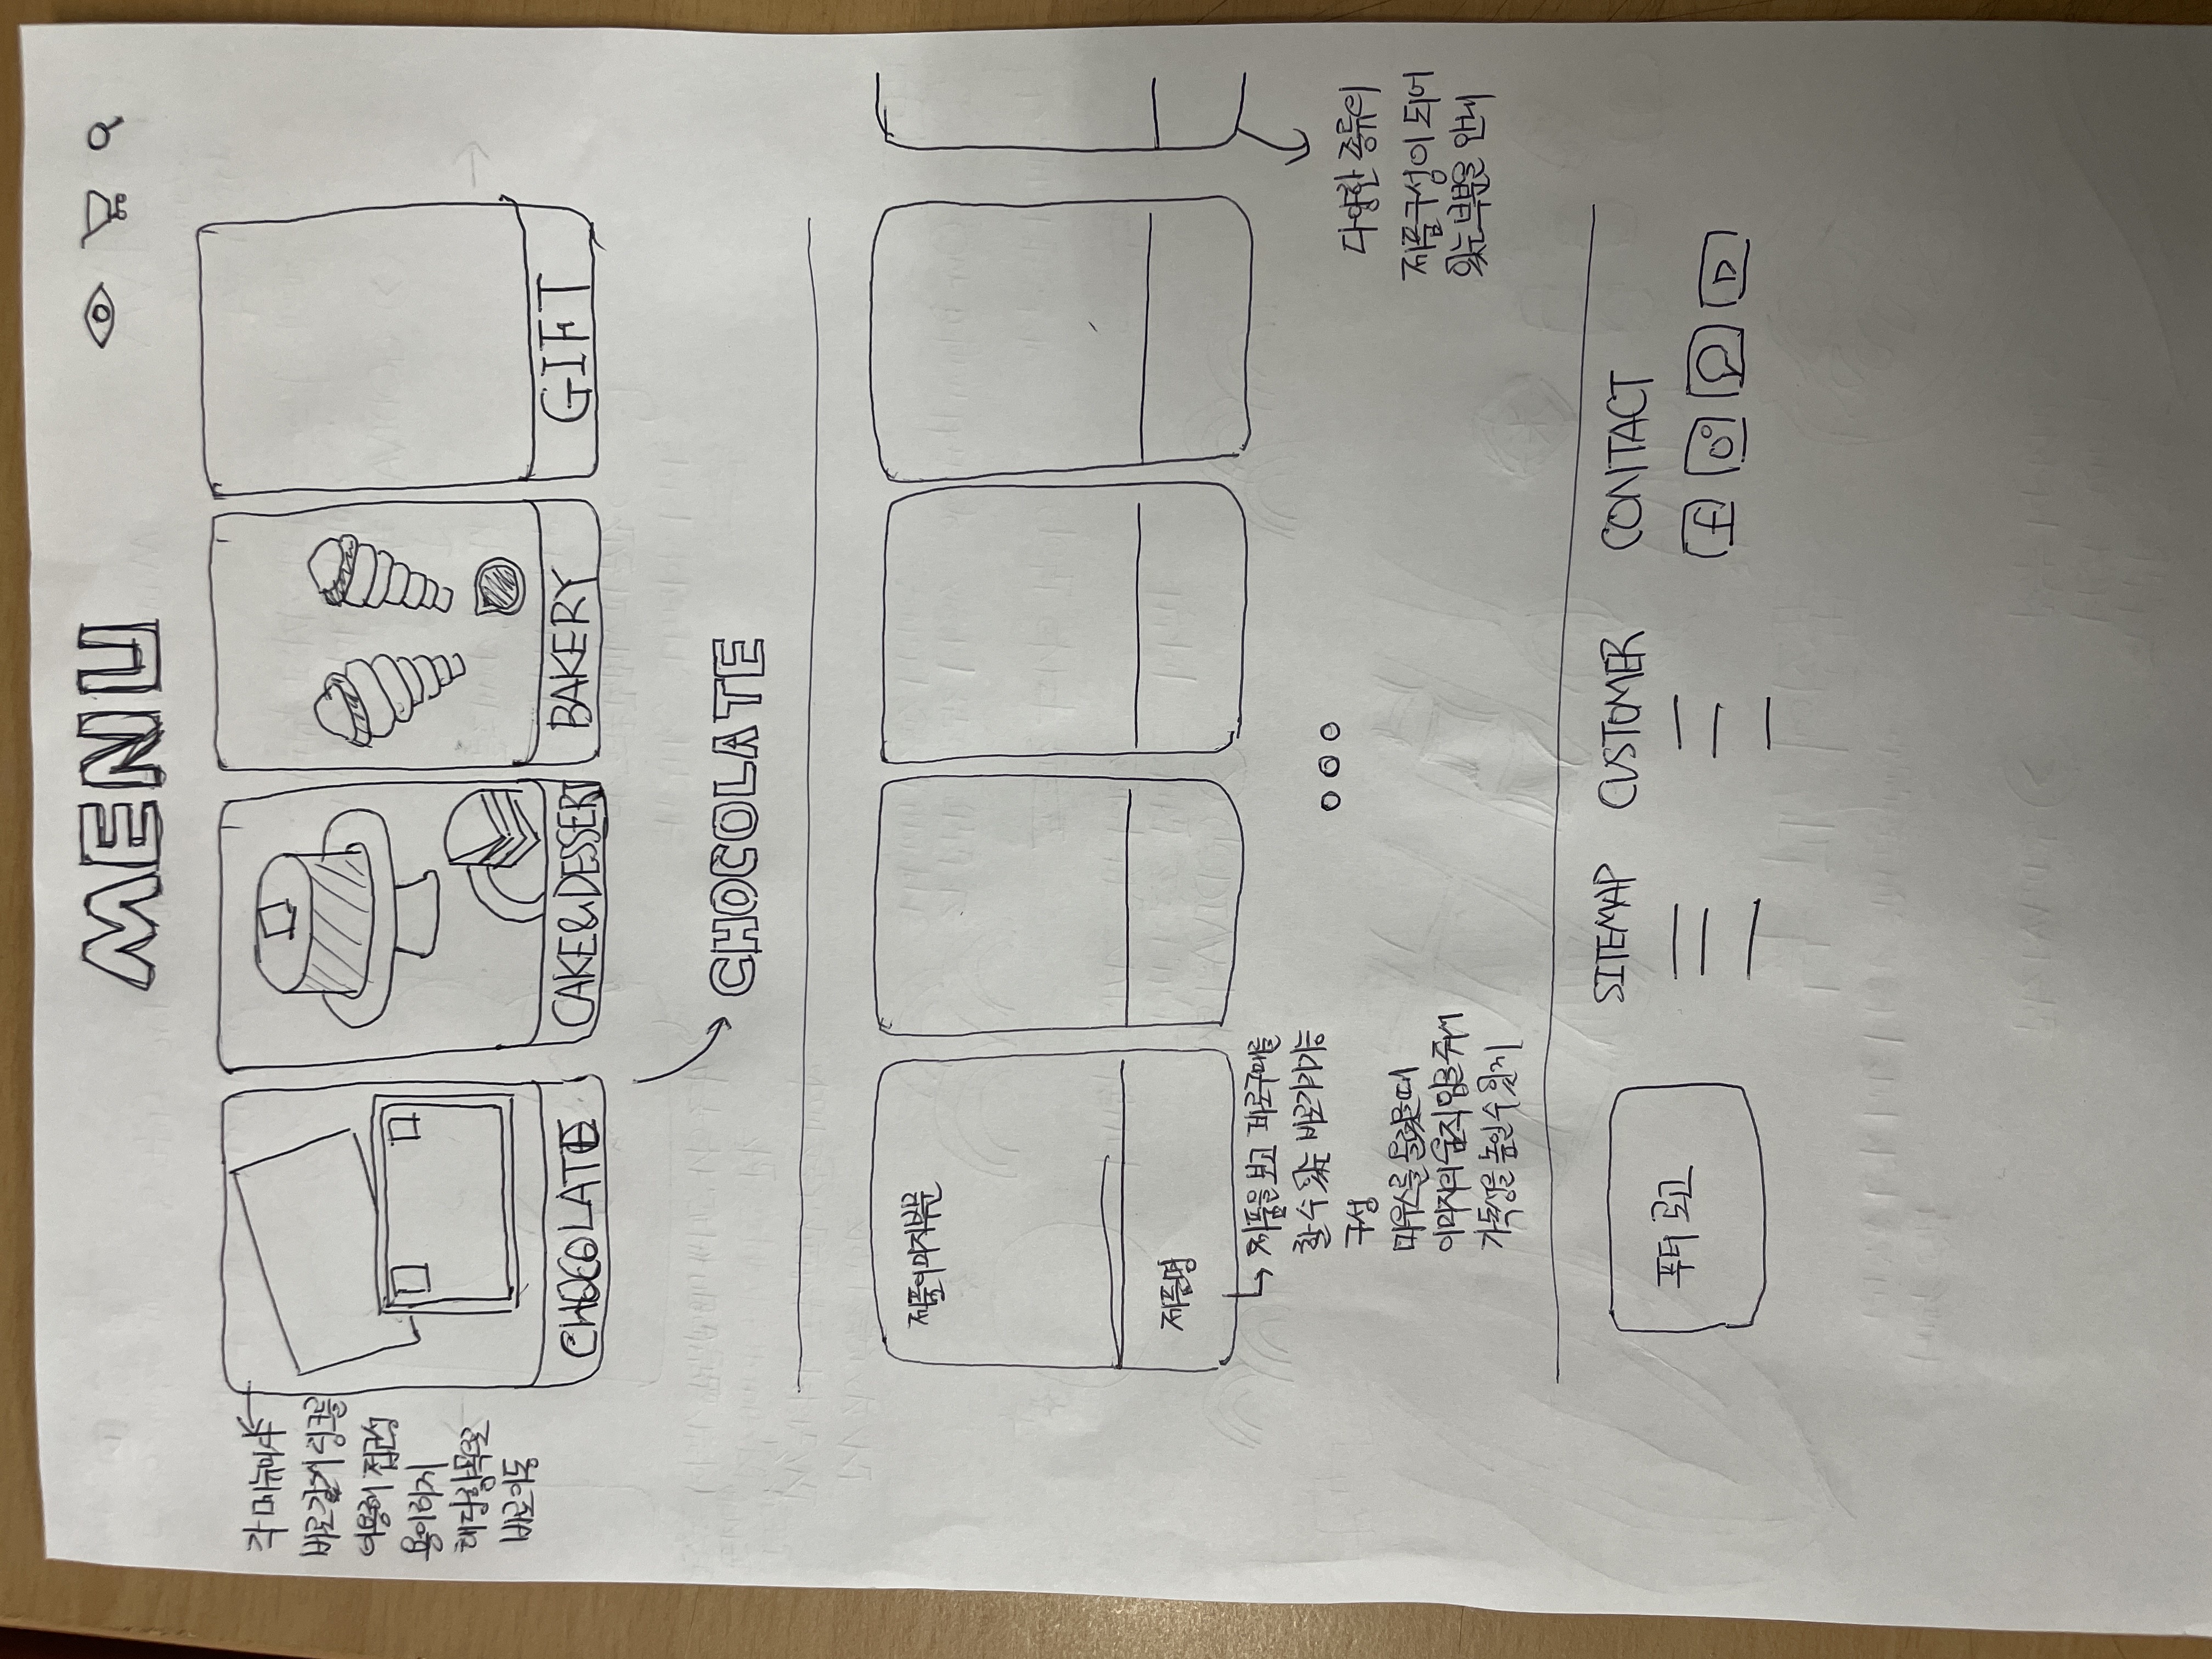 MENU
각 메뉴마다
바로갈게 링크를
이용해 접근성
용이하게
해당항목으로
바로이동
CHOCOLATE
CAKE&DESSERT
BAKERY
GIFT
CHOCOLATE
제품이미지부분
제품명
제품을 보고 바로구매를
할 수 있는 바로가기기능
구성
마우스를 올렸을때
이미지의 움직임을 줘서
가독성을 높일 수 있게
다양한 종류의
제품구성이 되어
있는 부분을 안내
푸터 로고
SITEMAP
CUSTOMER
CONTACT